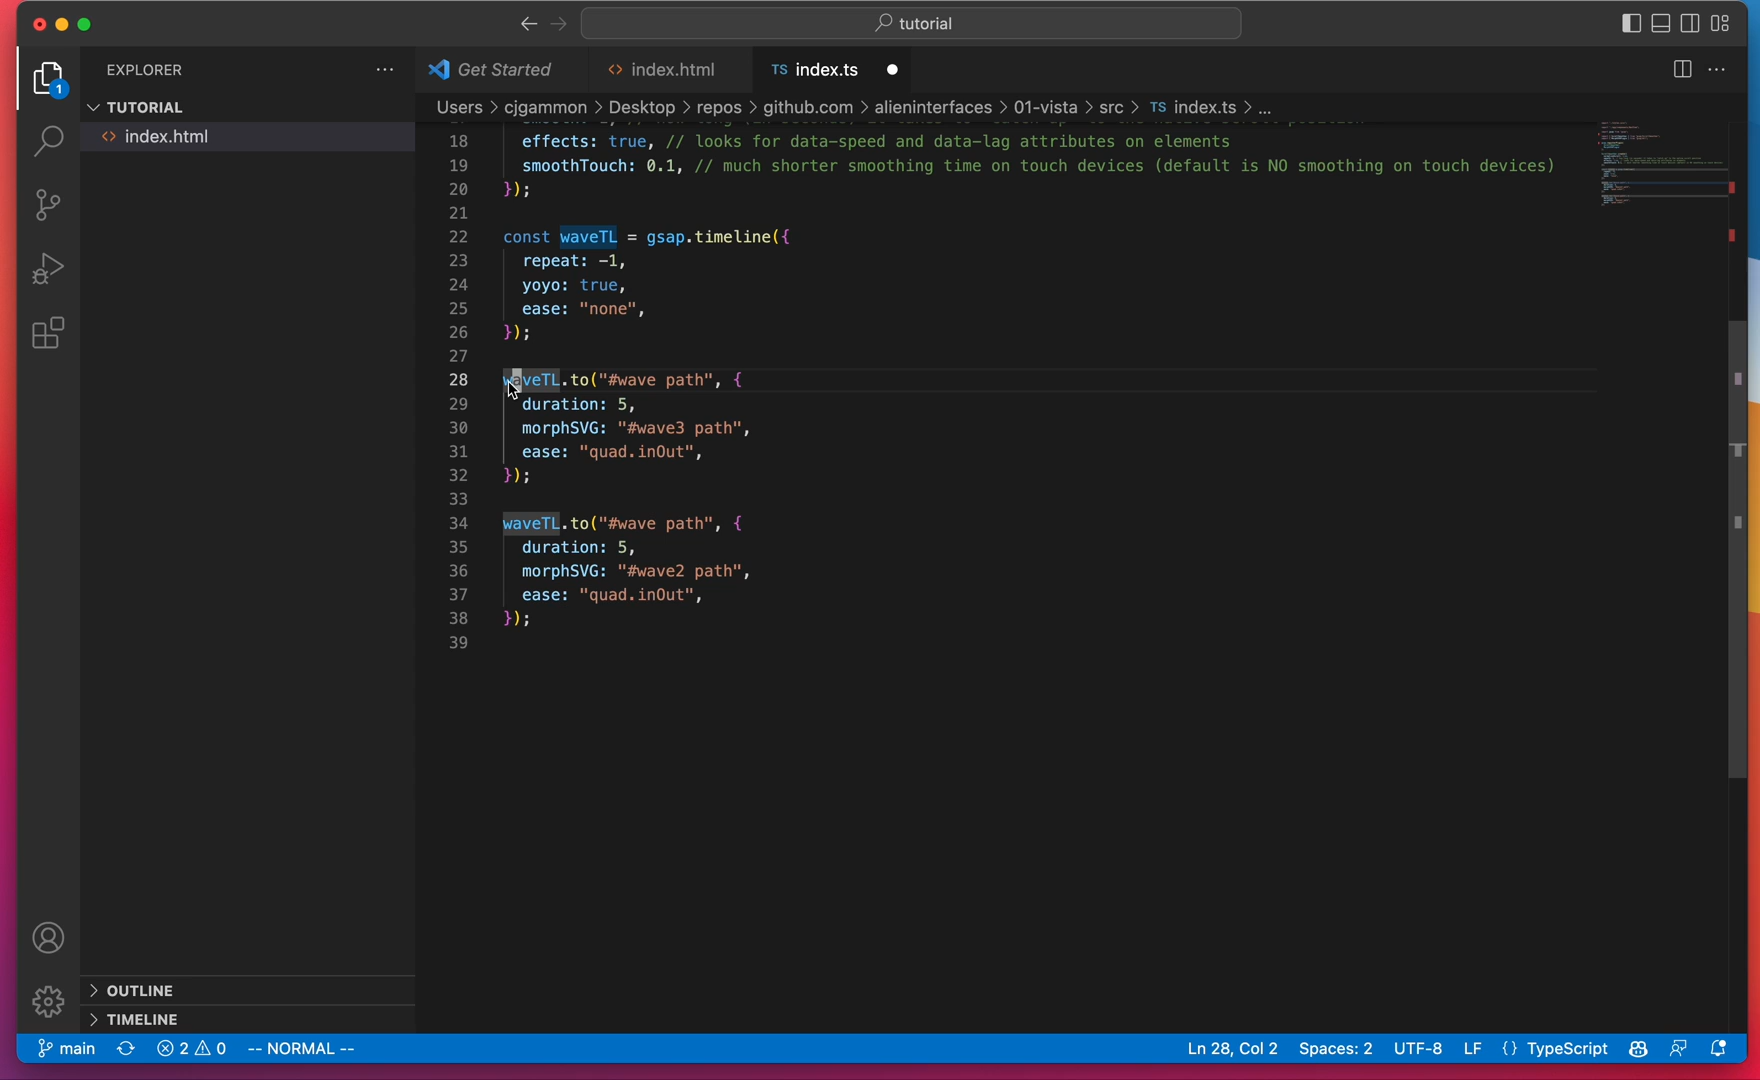 tutorial
EXPLORER
Get Started
index.html
TS index.ts
1
TUTORIAL
Users > cjgammon > Desktop > repos > github.com > alieninterfaces > 01-vista > src > TS index.ts > ...
index.html
18 effects: true, // looks for data-speed and data-lag attributes on elements
19 smoothTouch: 0.1, // much shorter smoothing time on touch devices (default is NO smoothing on touch devices)
20 });
21
22 const waveTL = gsap.timeline({
23 repeat: -1,
24 yoyo: true,
25 ease: "none",
26 });
27
28 waveTL.to("#wave path", {
29 duration: 5,
30 morphSVG: "#wave3 path",
31 ease: "quad.inOut",
32 });
33
34 waveTL.to("#wave path", {
35 duration: 5,
36 morphSVG: "#wave2 path",
37 ease: "quad.inOut",
38 });
39
OUTLINE
TIMELINE
main 2 0 -- NORMAL -- Ln 28, Col 2 Spaces: 2 UTF-8 LF {} TypeScript